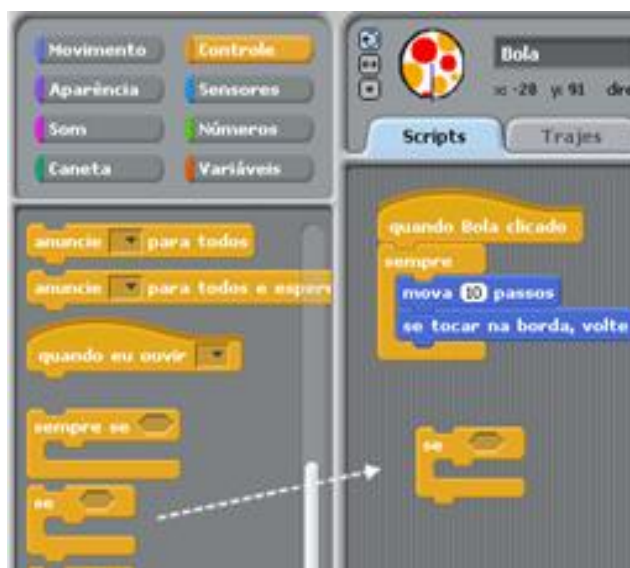 Movimento
Controle
Aparência
Sensores
Som
Números
Caneta
Variáveis
anuncie para todos
anuncie para todos e espere
quando eu ouvir
sempre se
se
Bola
x: -28 y: 91 dire
Scripts
Trajes
quando Bola clicado
sempre
mova 10 passos
se tocar na borda, volte
se